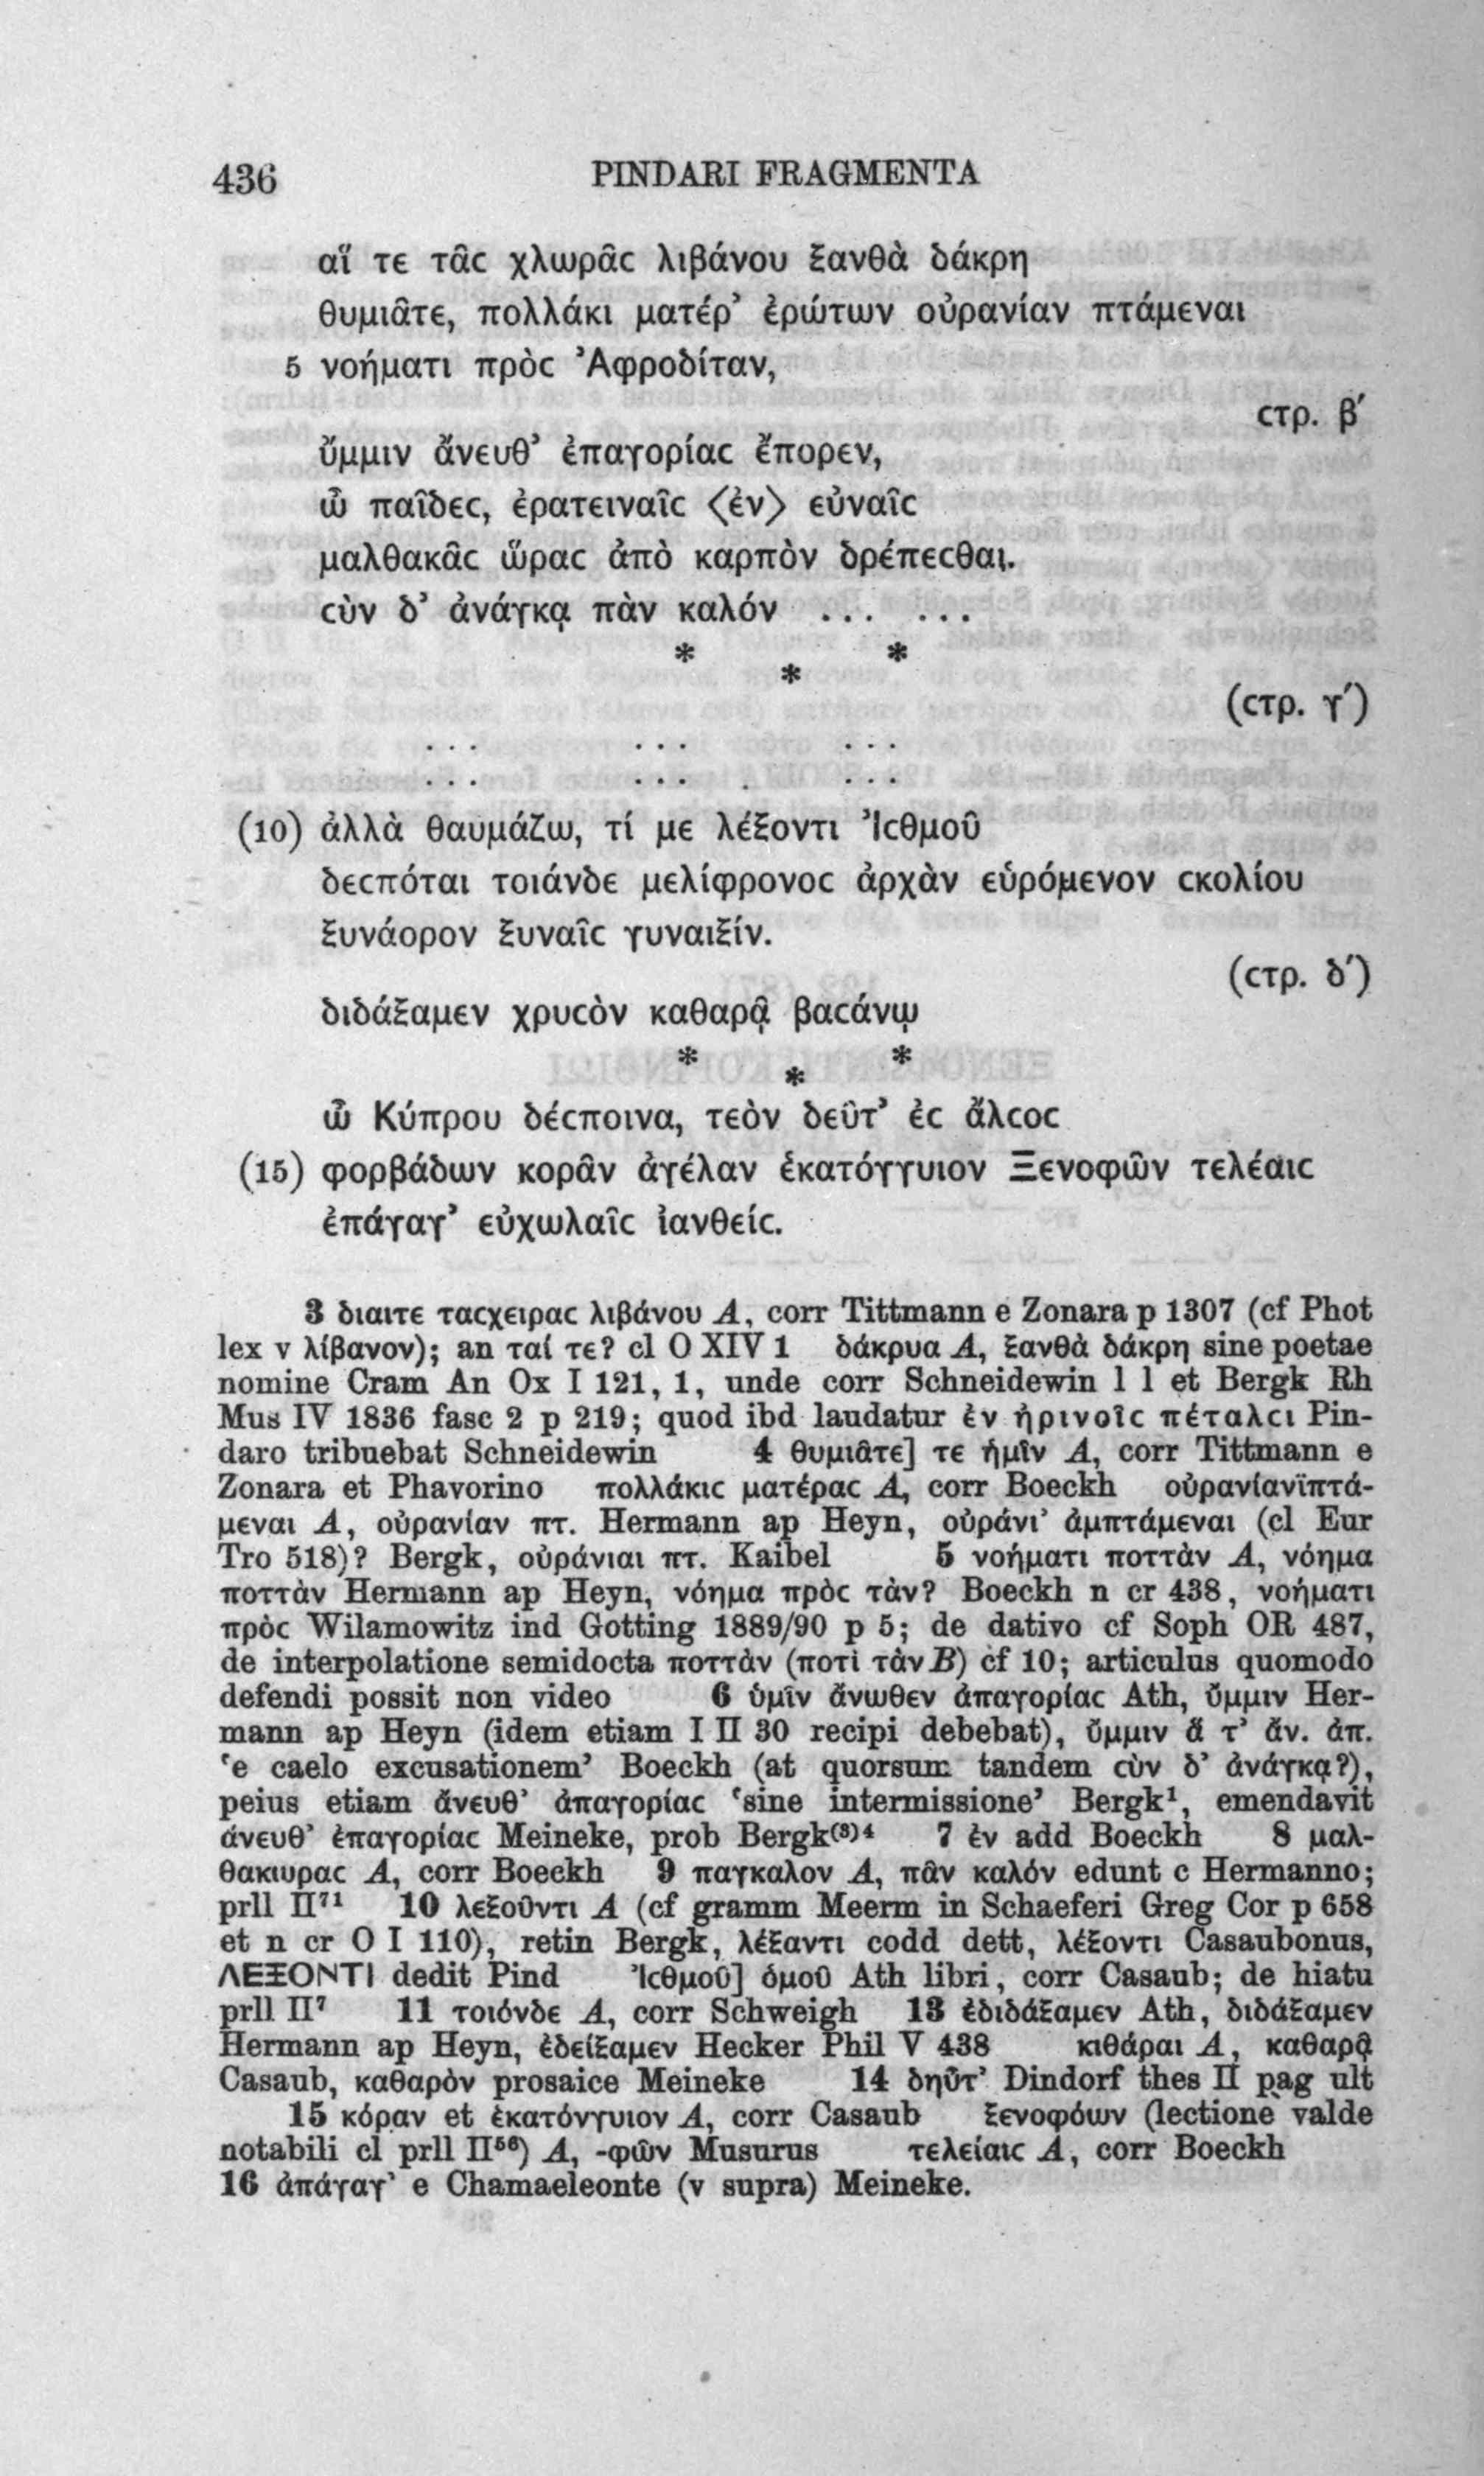 436
PINDARI FRAGMENTA
αἵ τε τᾶϲ χλωρᾶϲ λιβάνου ξανθὰ δάκρη
θυμιᾶτε, πολλάκι ματέρ’ ἐρώτων οὐρανίαν πτάμεναι
5 νοήματι πρὸϲ Ἀφροδίταν,
ϲτρ. β′
ὔμμιν ἄνευθ’ ἐπαγορίαϲ ἔπορεν,
ὦ παῖδεϲ, ἐρατειναῖϲ 〈ἐν〉 εὐναῖϲ
μαλθακᾶϲ ὥραϲ ἀπὸ καρπὸν δρέπεϲθαι.
ϲὺν δ’ ἀνάγκᾳ πὰν καλόν ... ...
* * *
(ϲτρ. γ′)
... ... ...
... ... ...
(10) ἀλλὰ θαυμάζω, τί με λέξοντι Ἰϲθμοῦ
δεϲπόται τοιάνδε μελίφρονοϲ ἀρχὰν εὑρόμενον ϲκολίου
ξυνάορον ξυναῖϲ γυναιξίν.
(ϲτρ. δ′)
διδάξαμεν χρυϲὸν καθαρᾷ βαϲάνῳ
* * *
ὦ Κύπρου δέϲποινα, τεὸν δεῦτ’ ἐϲ ἄλϲοϲ
(15) φορβάδων κορᾶν ἀγέλαν ἑκατόγγυιον Ξενοφῶν τελέαιϲ
ἐπάγαγ’ εὐχωλαῖϲ ἰανθείϲ.
3 διαιτε ταϲχειραϲ λιβάνου A, corr Tittmann e Zonara p 1307 (cf Phot
lex v λίβανον); an ταί τε? cl O XIV 1 δάκρυα A, ξανθὰ δάκρη sine poetae
nomine Cram An Ox I 121, 1, unde corr Schneidewin l l et Bergk Rh
Mus IV 1836 fasc 2 p 219; quod ibd laudatur ἐν ἠρινοῖϲ πέταλϲι Pin-
daro tribuebat Schneidewin 4 θυμιᾶτε] τε ἡμῖν A, corr Tittmann e
Zonara et Phavorino πολλάκιϲ ματέραϲ A, corr Boeckh οὐρανίανϊπτά-
μεναι A, οὐρανίαν πτ. Hermann ap Heyn, οὐράνι’ ἀμπτάμεναι (cl Eur
Tro 518)? Bergk, οὐράνιαι πτ. Kaibel 5 νοήματι ποττὰν A, νόημα
ποττὰν Hermann ap Heyn, νόημα πρὸϲ τὰν? Boeckh n cr 438, νοήματι
πρὸϲ Wilamowitz ind Gotting 1889/90 p 5; de dativo cf Soph OR 487,
de interpolatione semidocta ποττὰν (ποτὶ τὰν B) cf 10; articulus quomodo
defendi possit non video 6 ὑμῖν ἄνωθεν ἀπαγορίαϲ Ath, ὔμμιν Her-
mann ap Heyn (idem etiam I II 30 recipi debebat), ὔμμιν ἅ τ’ ἄν. ἀπ.
‘e caelo excusationem’ Boeckh (at quorsum tandem ϲὺν δ’ ἀνάγκᾳ?),
peius etiam ἄνευθ’ ἀπαγορίαϲ ‘sine intermissione’ Bergk¹, emendavit
ἄνευθ’ ἐπαγορίαϲ Meineke, prob Bergk⁽³⁾⁴ 7 ἐν add Boeckh 8 μαλ-
θακιωραϲ A, corr Boeckh 9 παγκαλον A, πᾶν καλόν edunt c Hermanno;
prll II⁷¹ 10 λεξοῦντι A (cf gramm Meerm in Schaeferi Greg Cor p 658
et n cr O I 110), retin Bergk, λέξαντι codd dett, λέξοντι Casaubonus,
ΛΕΞΟΝΤΙ dedit Pind Ἰϲθμοῦ] ὁμοῦ Ath libri, corr Casaub; de hiatu
prll II⁷ 11 τοιόνδε A, corr Schweigh 13 ἐδιδάξαμεν Ath, διδάξαμεν
Hermann ap Heyn, ἐδείξαμεν Hecker Phil V 438 κιθάραι A, καθαρᾷ
Casaub, καθαρὸν prosaice Meineke 14 δηῦτ’ Dindorf thes II pag ult
15 κόραν et ἑκατόνγυιον A, corr Casaub ξενοφόων (lectione valde
notabili cl prll II⁵⁶) A, -φῶν Musurus τελείαιϲ A, corr Boeckh
16 ἀπάγαγ’ e Chamaeleonte (v supra) Meineke.